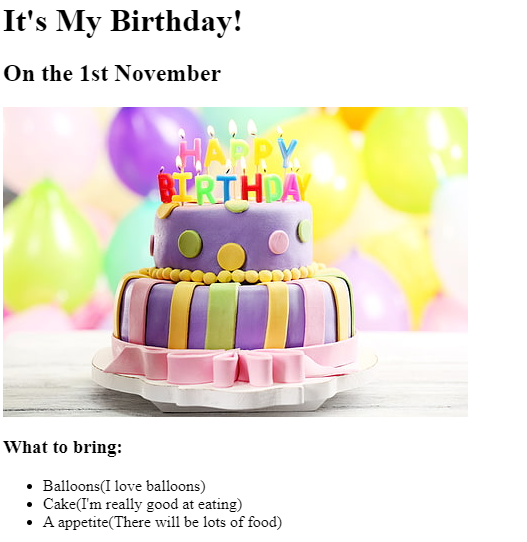 It's My Birthday!
On the 1st November
HAPPY
BIRTHDAY
What to bring:
Balloons(I love balloons)
Cake(I'm really good at eating)
A appetite(There will be lots of food)